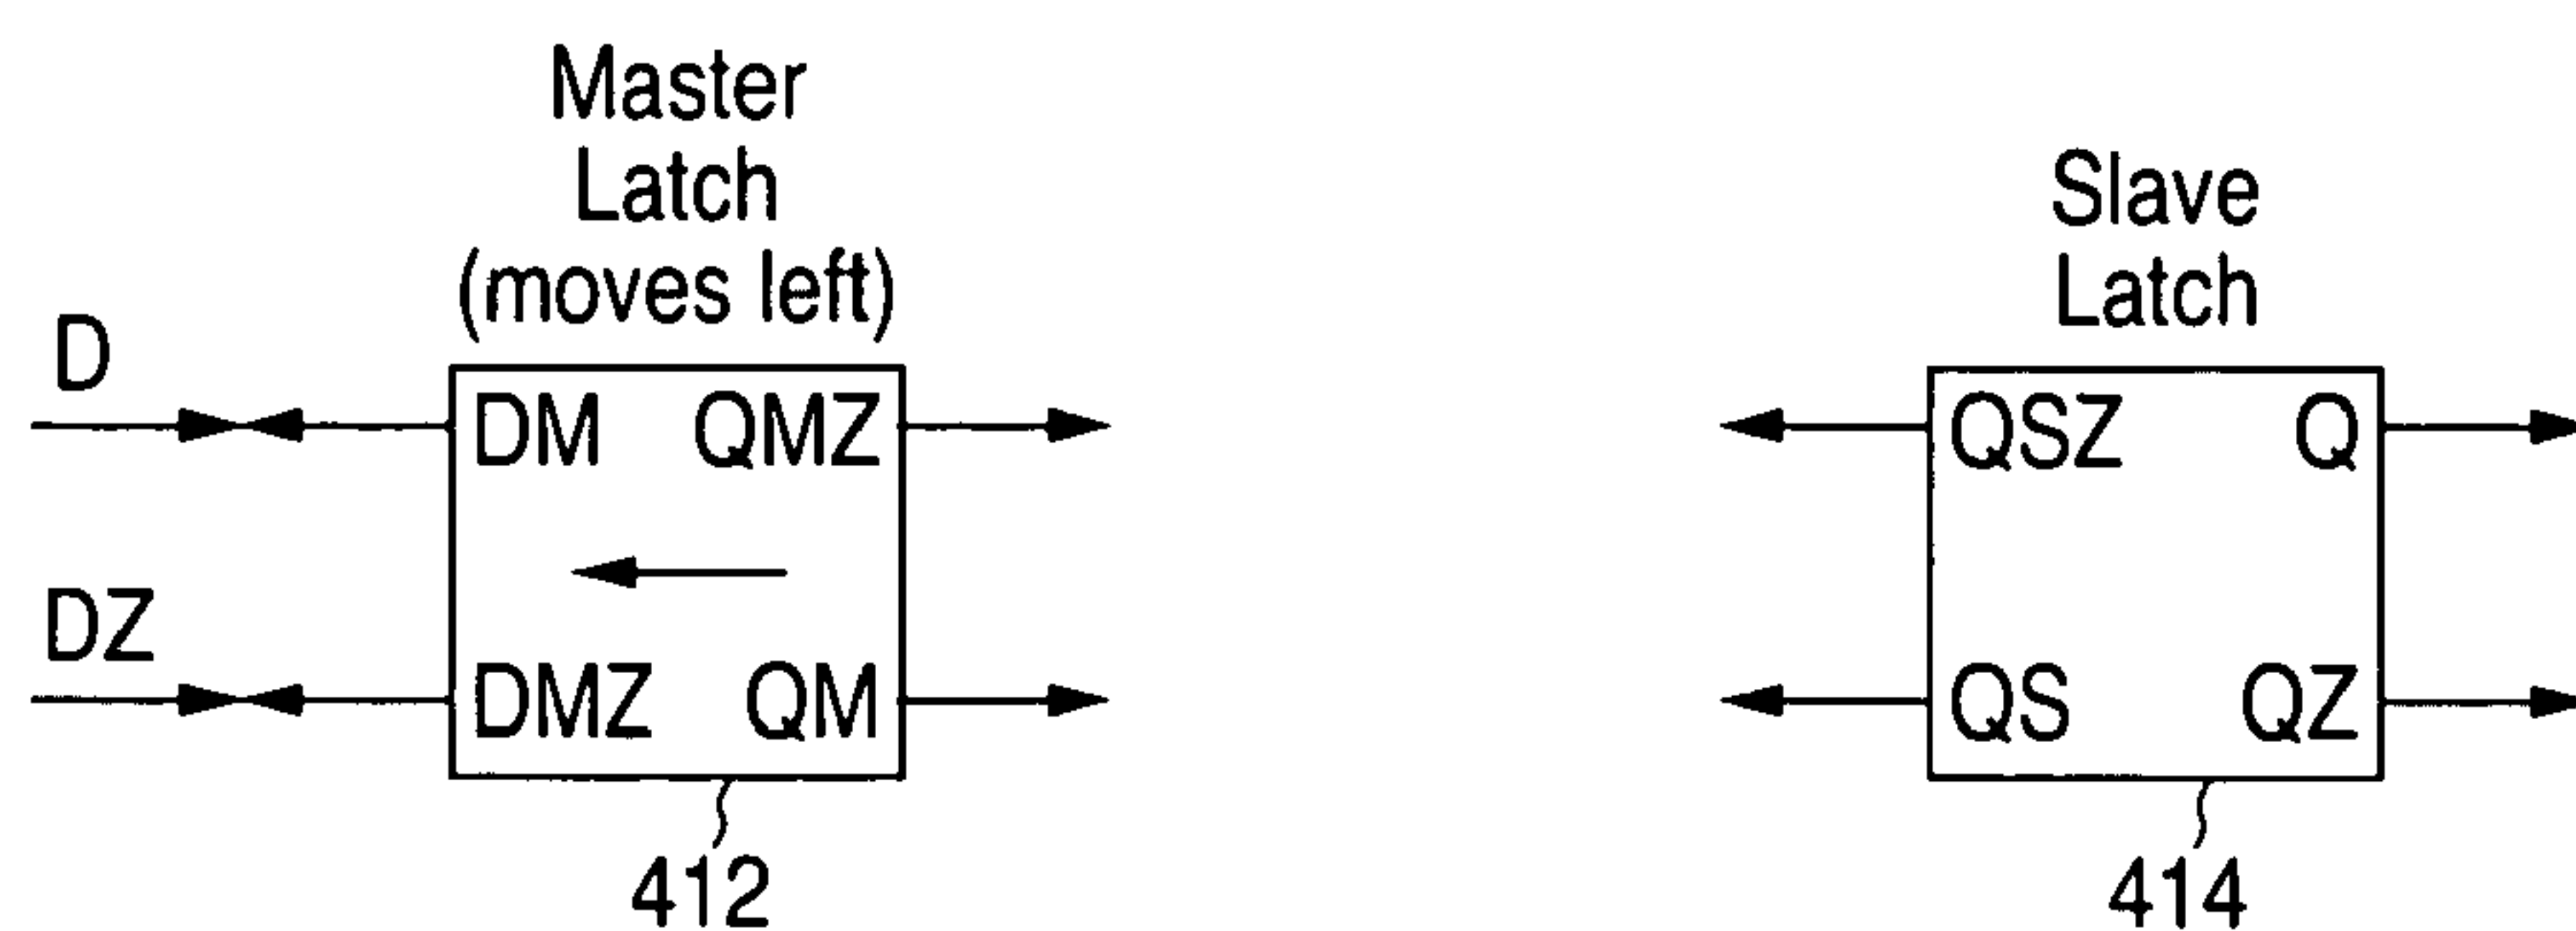 Master
Latch
(moves left)
Slave
Latch
D
DM QMZ
QSZ Q
DZ
DMZ QM
QS QZ
412
414